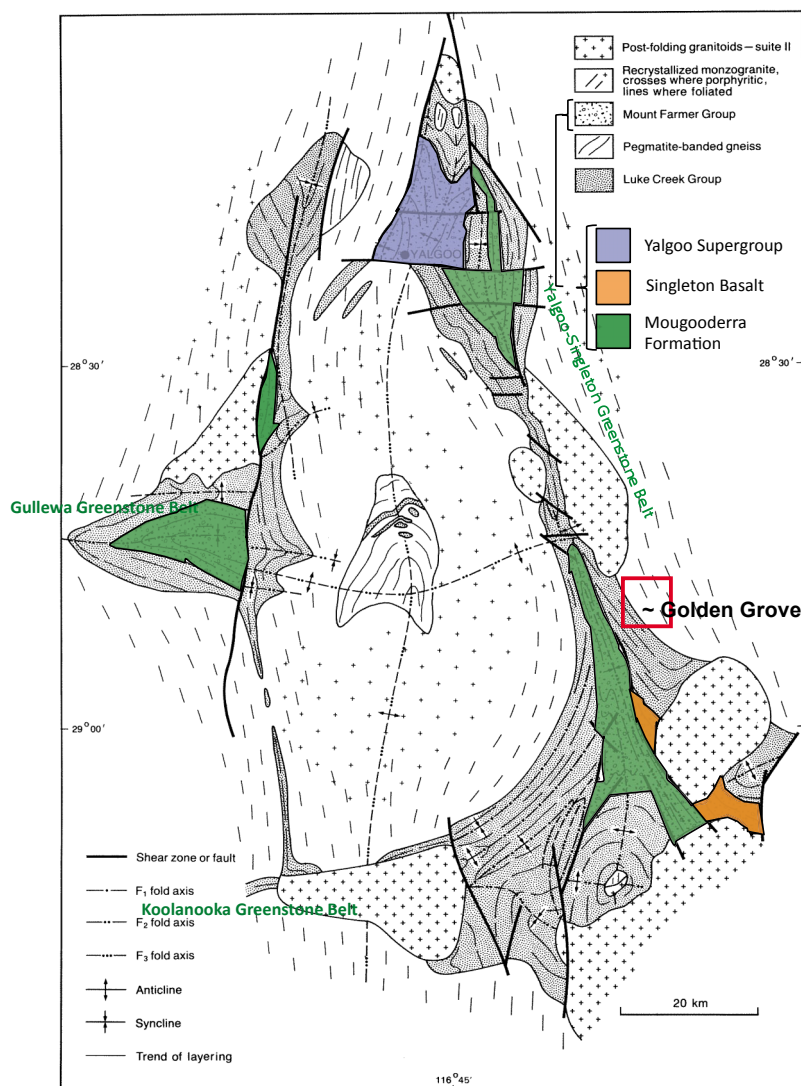 Post-folding granitoids — suite II
Recrystallized monzogranite,
crosses where porphyritic,
lines where foliated
Mount Farmer Group
Pegmatite-banded gneiss
Luke Creek Group
Yalgoo Supergroup
Singleton Basalt
Mougooderra
Formation
YALGOO
Yalgoo-Singleton Greenstone Belt
28°30′
28°30′
Gullewa Greenstone Belt
~ Golden Grove
29°00′
29°00′
Koolanooka Greenstone Belt
Shear zone or fault
F₁ fold axis
F₂ fold axis
F₃ fold axis
Anticline
Syncline
Trend of layering
20 km
116°45′